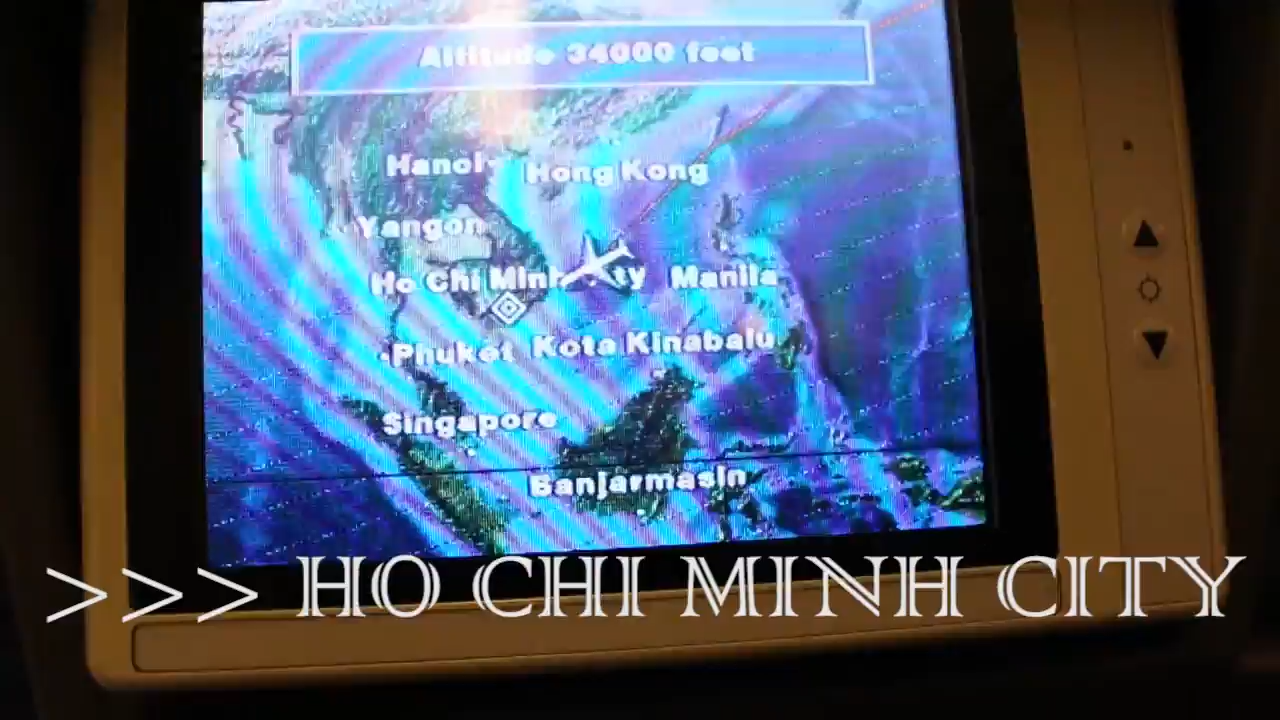 Altitude 34000 feet
Hanoi Hong Kong
Yangon
Ho Chi Minh City Manila
Phuket Kota Kinabalu
Singapore
Banjarmasin
>>> HO CHI MINH CITY